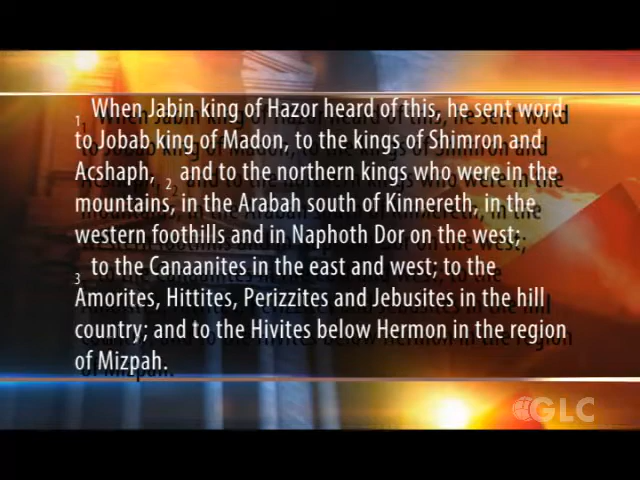 1 When Jabin king of Hazor heard of this, he sent word
to Jobab king of Madon, to the kings of Shimron and
Acshaph, 2 and to the northern kings who were in the
mountains, in the Arabah south of Kinnereth, in the
western foothills and in Naphoth Dor on the west;
3 to the Canaanites in the east and west; to the
Amorites, Hittites, Perizzites and Jebusites in the hill
country; and to the Hivites below Hermon in the region
of Mizpah.
GLC